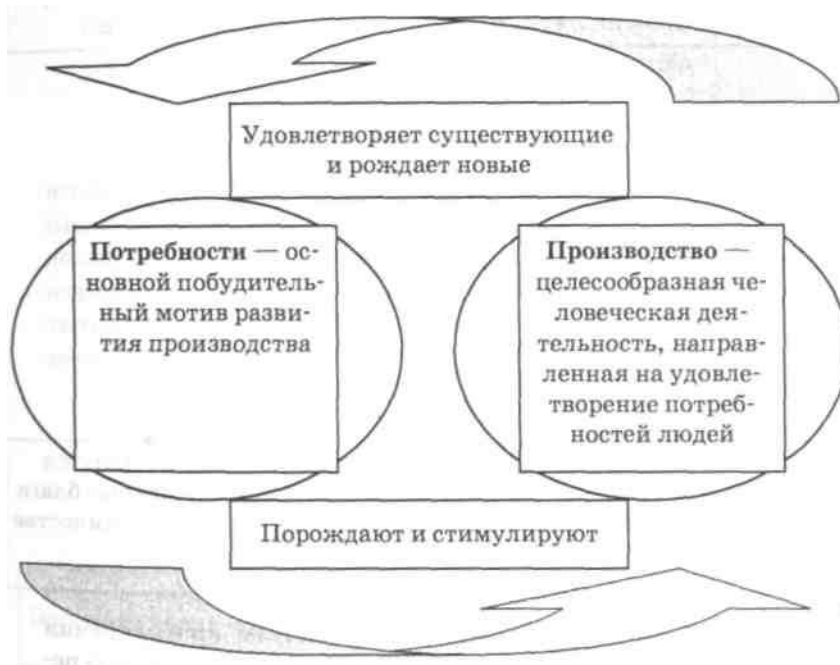 Удовлетворяет существующие
и рождает новые
Потребности — ос-
новной побудитель-
ный мотив разви-
тия производства
Производство —
целесообразная че-
ловеческая дея-
тельность, направ-
ленная на удовле-
творение потреб-
ностей людей
Порождают и стимулируют